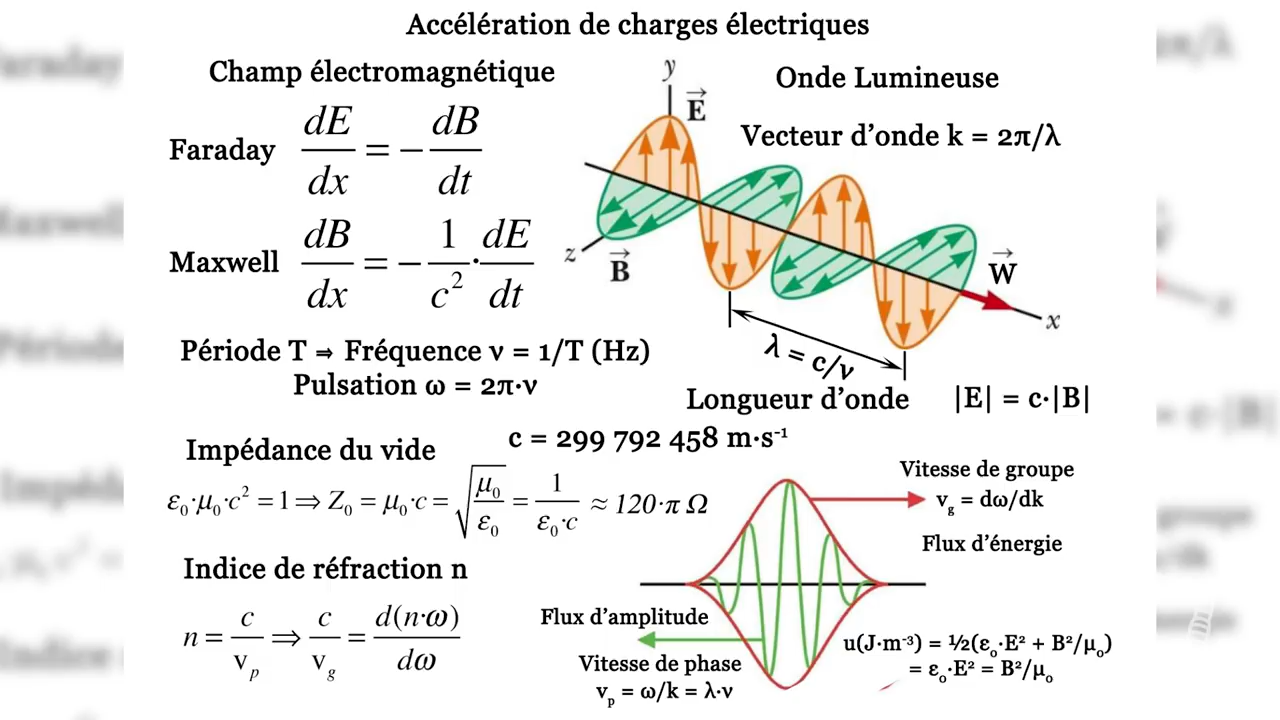 Accélération de charges électriques
Champ électromagnétique
Faraday dE/dx = − dB/dt
Maxwell dB/dx = − 1/c² · dE/dt
Période T ⇒ Fréquence ν = 1/T (Hz)
Pulsation ω = 2π·ν
Onde Lumineuse
Vecteur d'onde k = 2π/λ
y
E
z
B
W
x
λ = c/ν
Longueur d'onde
|E| = c·|B|
c = 299 792 458 m·s⁻¹
Impédance du vide
ε₀·μ₀·c² = 1 ⇒ Z₀ = μ₀·c = √(μ₀/ε₀) = 1/(ε₀·c) ≈ 120·π Ω
Indice de réfraction n
n = c/vₚ ⇒ c/v_g = d(n·ω)/dω
Vitesse de groupe
v_g = dω/dk
Flux d'énergie
Flux d'amplitude
Vitesse de phase
vₚ = ω/k = λ·ν
u(J·m⁻³) = ½(ε₀·E² + B²/μ₀)
= ε₀·E² = B²/μ₀